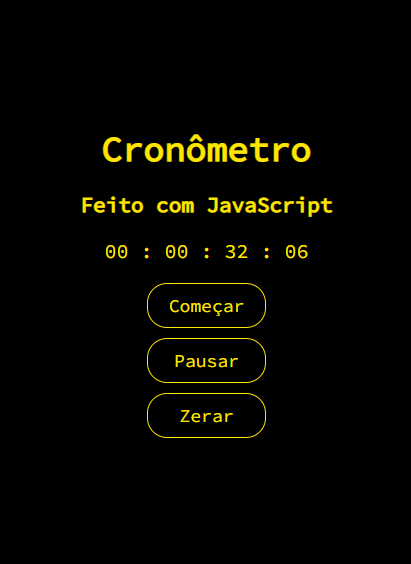 Cronômetro
Feito com JavaScript
00 : 00 : 32 : 06
Começar
Pausar
Zerar